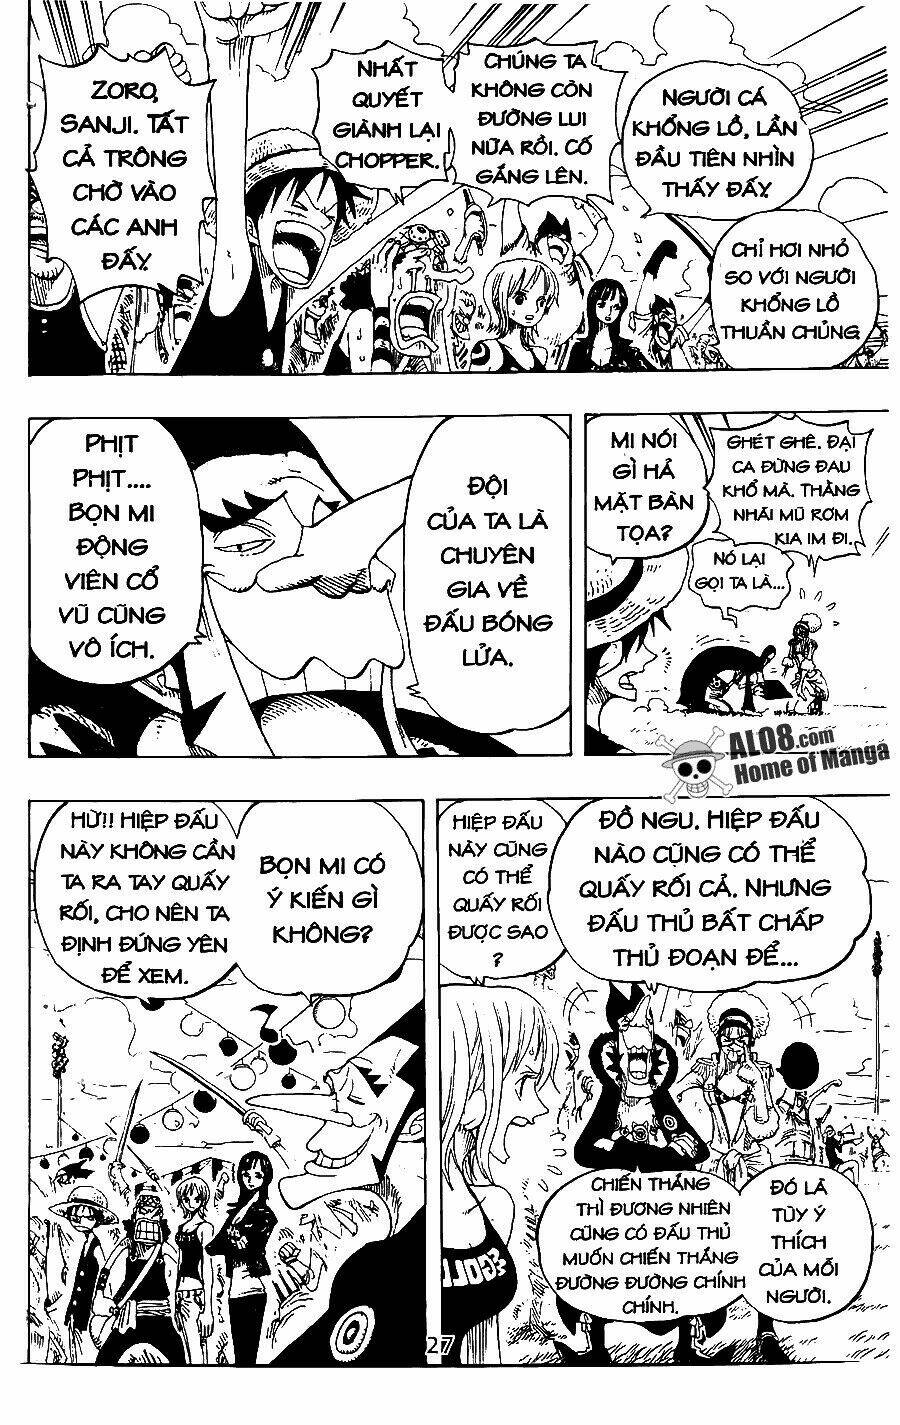 NGƯỜI CÁ
KHỔNG LỒ, LẦN
ĐẦU TIÊN NHÌN
THẤY ĐẤY.
CHỈ HƠI NHỎ
SO VỚI NGƯỜI
KHỔNG LỒ
THUẦN CHỦNG.
CHÚNG TA
KHÔNG CÒN
ĐƯỜNG LUI
NỮA RỒI. CỐ
GẮNG LÊN.
NHẤT
QUYẾT
GIÀNH LẠI
CHOPPER.
ZORO,
SANJI. TẤT
CẢ TRÔNG
CHỜ VÀO
CÁC ANH
ĐẤY.
GHÉT GHÊ. ĐẠI
CA ĐỪNG ĐAU
KHỔ MÀ. THẰNG
NHÃI MŨ RƠM
KIA IM ĐI.
NÓ LẠI
GỌI TA LÀ...
MI NÓI
GÌ HẢ
MẶT BÀN
TỌA?
ĐỘI
CỦA TA LÀ
CHUYÊN
GIA VỀ
ĐẤU BÓNG
LỬA.
PHỊT
PHỊT....
BỌN MI
ĐỘNG
VIÊN CỔ
VŨ CŨNG
VÔ ÍCH.
AL08.com
Home of Manga
ĐỒ NGU. HIỆP ĐẤU
NÀO CŨNG CÓ THỂ
QUẤY RỐI CẢ. NHƯNG
ĐẤU THỦ BẤT CHẤP
THỦ ĐOẠN ĐỂ...
HIỆP ĐẤU
NÀY CŨNG
CÓ THỂ
QUẤY RỐI
ĐƯỢC SAO
?
ĐÓ LÀ
TÙY Ý
THÍCH
CỦA MỖI
NGƯỜI.
CHIẾN THẮNG
THÌ ĐƯƠNG NHIÊN
CŨNG CÓ ĐẤU THỦ
MUỐN CHIẾN THẮNG
ĐƯỜNG ĐƯỜNG CHÍNH
CHÍNH.
BỌN MI CÓ
Ý KIẾN GÌ
KHÔNG?
HỪ!! HIỆP ĐẤU
NÀY KHÔNG CẦN
TA RA TAY QUẤY
RỐI, CHO NÊN TA
ĐỊNH ĐỨNG YÊN
ĐỂ XEM.
27